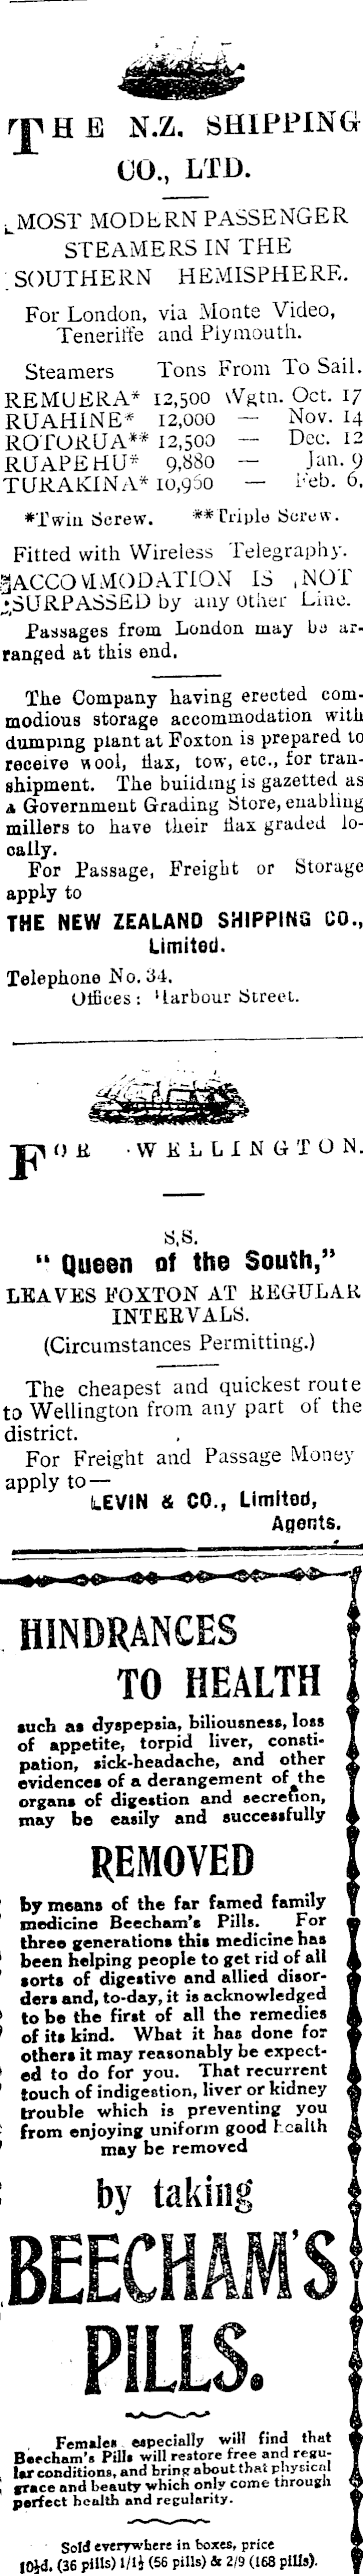 THE N.Z. SHIPPING
CO., LTD.
MOST MODERN PASSENGER
STEAMERS IN THE
SOUTHERN HEMISPHERE.
For London, via Monte Video,
Teneriffe and Plymouth.
Steamers Tons From To Sail.
REMUERA* 12,500 Wgtn. Oct. 17
RUAHINE* 12,000 — Nov. 14
ROTORUA** 12,500 — Dec. 12
RUAPEHU* 9,880 — Jan. 9
TURAKINA* 10,950 — Feb. 6.
*Twin Screw. **Triple Screw.
Fitted with Wireless Telegraphy.
ACCOMMODATION IS NOT
SURPASSED by any other Line.
Passages from London may be ar-
ranged at this end.
The Company having erected com-
modious storage accommodation with
dumping plant at Foxton is prepared to
receive wool, flax, tow, etc., for tran-
shipment. The building is gazetted as
a Government Grading Store, enabling
millers to have their flax graded lo-
cally.
For Passage, Freight or Storage
apply to
THE NEW ZEALAND SHIPPING CO.,
Limited.
Telephone No. 34.
Offices: Harbour Street.
FOR WELLINGTON.
S.S.
"Queen of the South,"
LEAVES FOXTON AT REGULAR
INTERVALS.
(Circumstances Permitting.)
The cheapest and quickest route
to Wellington from any part of the
district.
For Freight and Passage Money
apply to—
LEVIN & CO., Limited,
Agents.
HINDRANCES
TO HEALTH
such as dyspepsia, biliousness, loss
of appetite, torpid liver, consti-
pation, sick-headache, and other
evidences of a derangement of the
organs of digestion and secretion,
may be easily and successfully
REMOVED
by means of the far famed family
medicine Beecham's Pills. For
three generations this medicine has
been helping people to get rid of all
sorts of digestive and allied disor-
ders and, to-day, it is acknowledged
to be the first of all the remedies
of its kind. What it has done for
others it may reasonably be expect-
ed to do for you. That recurrent
touch of indigestion, liver or kidney
trouble which is preventing you
from enjoying uniform good health
may be removed
by taking
BEECHAM'S
PILLS.
Females especially will find that
Beecham's Pills will restore free and regu-
lar conditions, and bring about that physical
grace and beauty which only come through
perfect health and regularity.
Sold everywhere in boxes, price
10½d. (36 pills) 1/1½ (56 pills) & 2/9 (168 pills).